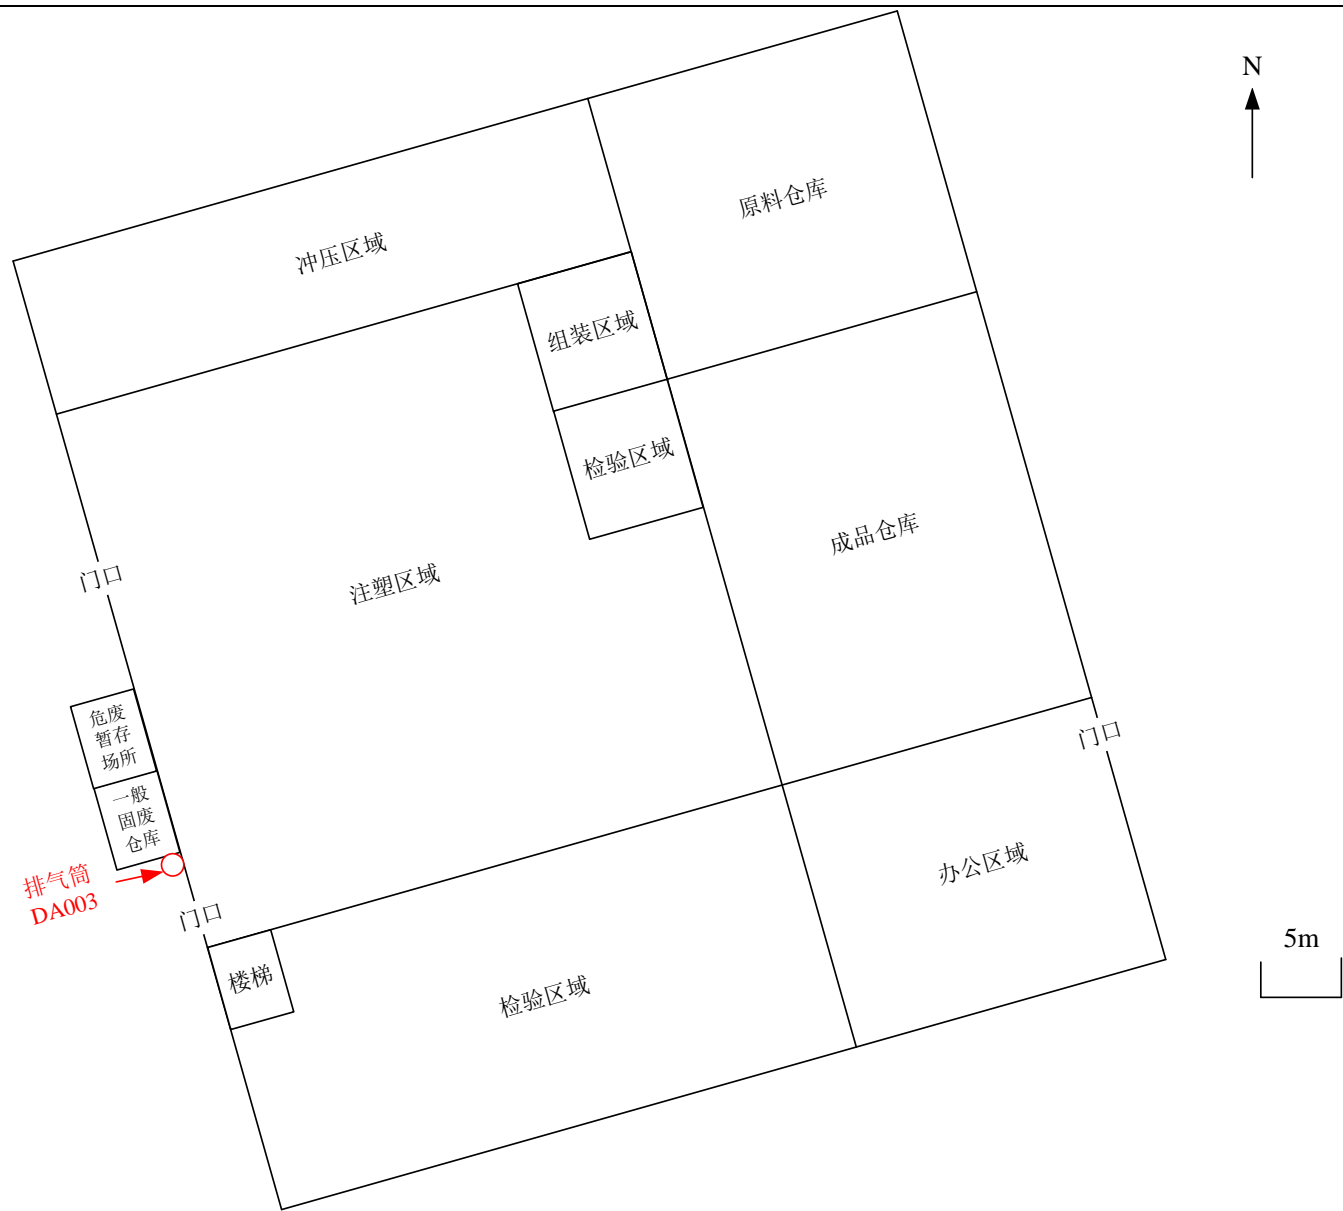 N
原料仓库
冲压区域
组装区域
检验区域
成品仓库
门口
注塑区域
危废
暂存
场所
门口
一般
固废
仓库
排气筒
DA003
门口
办公区域
5m
楼梯
检验区域